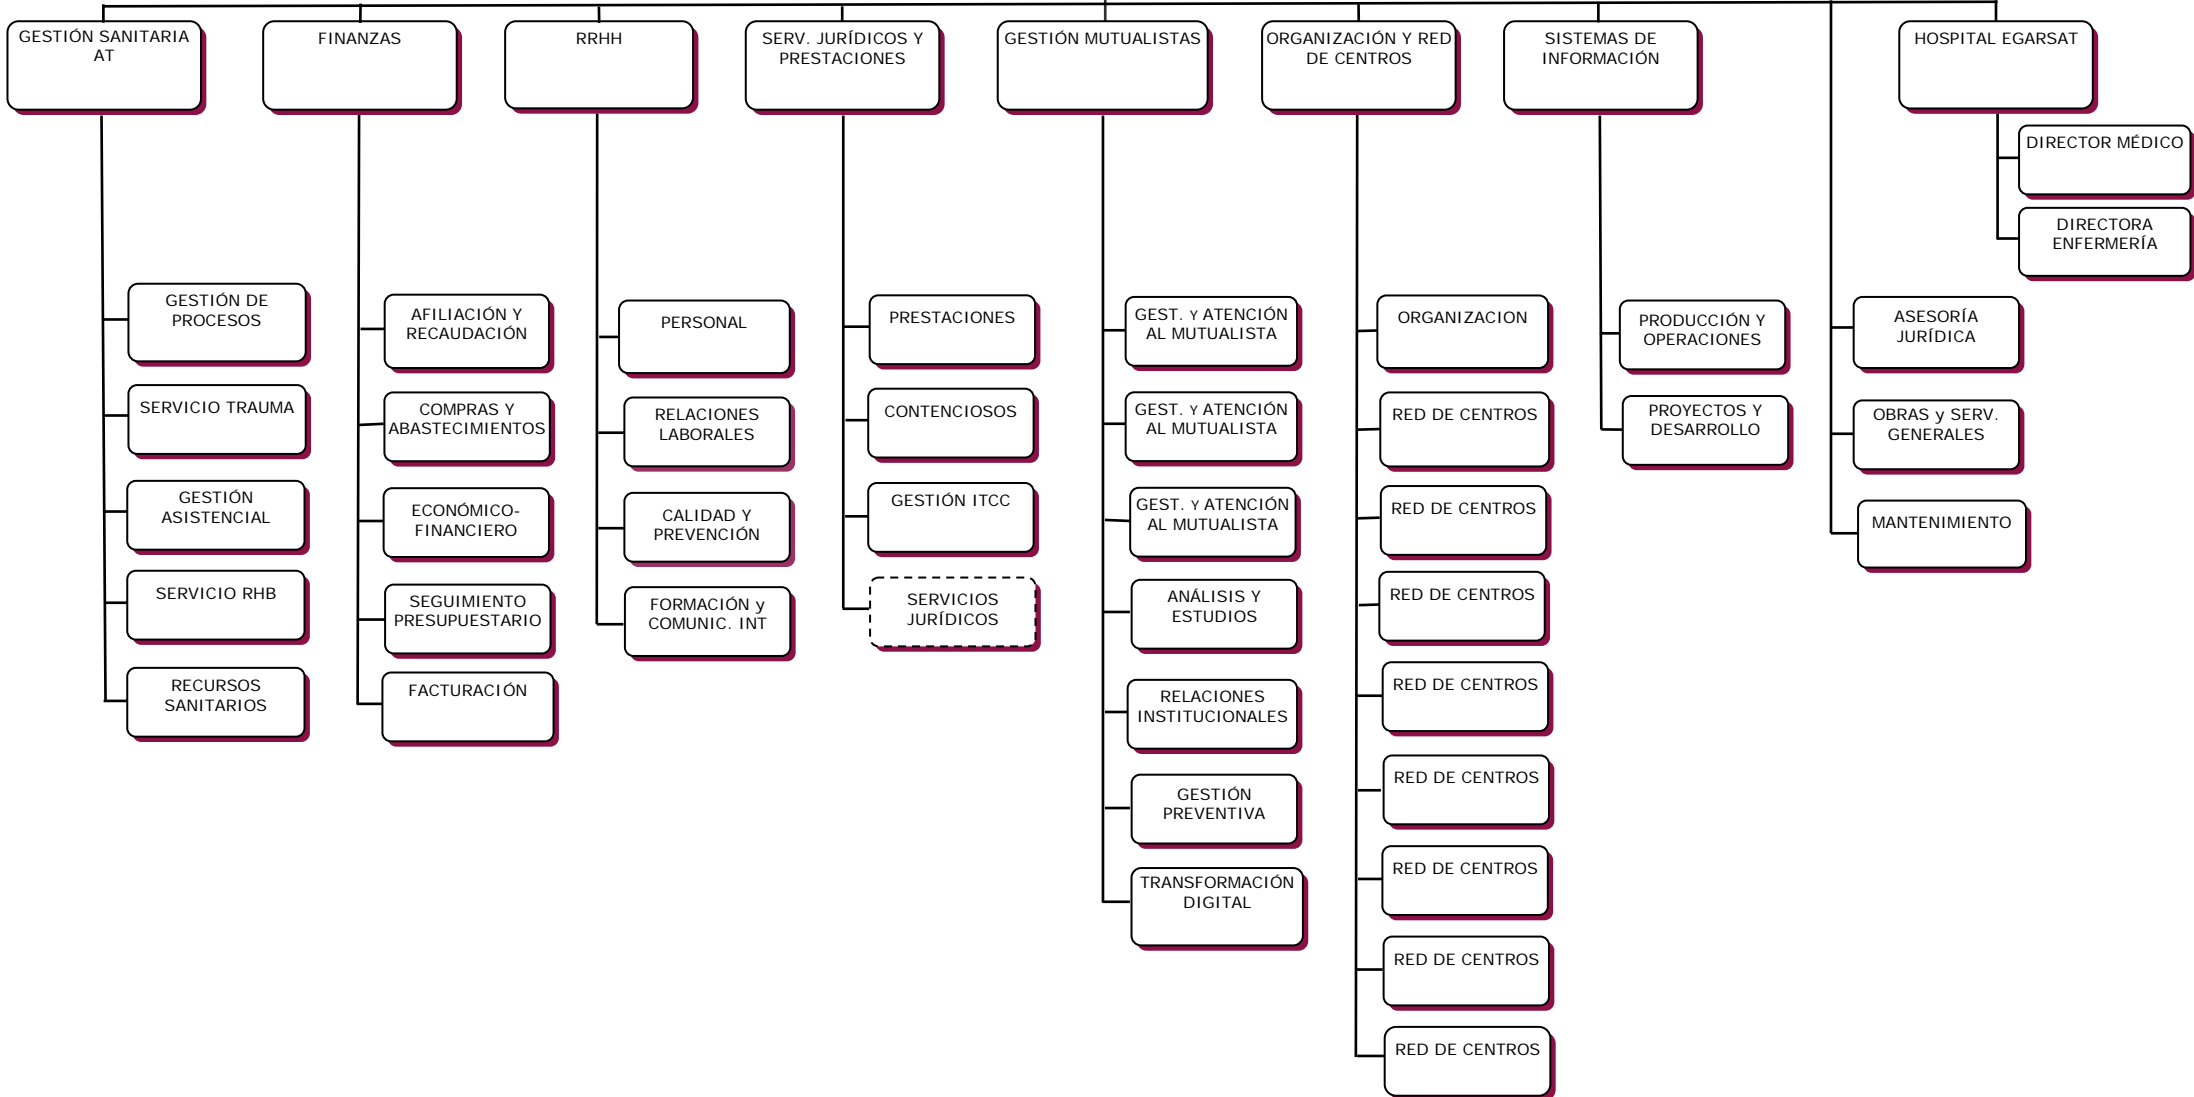 GESTIÓN SANITARIA
AT
FINANZAS
RRHH
SERV. JURÍDICOS Y
PRESTACIONES
GESTIÓN MUTUALISTAS
ORGANIZACIÓN Y RED
DE CENTROS
SISTEMAS DE
INFORMACIÓN
HOSPITAL EGARSAT
GESTIÓN DE
PROCESOS
SERVICIO TRAUMA
GESTIÓN
ASISTENCIAL
SERVICIO RHB
RECURSOS
SANITARIOS
AFILIACIÓN Y
RECAUDACIÓN
COMPRAS Y
ABASTECIMIENTOS
ECONÓMICO-
FINANCIERO
SEGUIMIENTO
PRESUPUESTARIO
FACTURACIÓN
PERSONAL
RELACIONES
LABORALES
CALIDAD Y
PREVENCIÓN
FORMACIÓN y
COMUNIC. INT
PRESTACIONES
CONTENCIOSOS
GESTIÓN ITCC
SERVICIOS
JURÍDICOS
GEST. Y ATENCIÓN
AL MUTUALISTA
GEST. Y ATENCIÓN
AL MUTUALISTA
GEST. Y ATENCIÓN
AL MUTUALISTA
ANÁLISIS Y
ESTUDIOS
RELACIONES
INSTITUCIONALES
GESTIÓN
PREVENTIVA
TRANSFORMACIÓN
DIGITAL
ORGANIZACION
RED DE CENTROS
RED DE CENTROS
RED DE CENTROS
RED DE CENTROS
RED DE CENTROS
RED DE CENTROS
RED DE CENTROS
RED DE CENTROS
PRODUCCIÓN Y
OPERACIONES
PROYECTOS Y
DESARROLLO
ASESORÍA
JURÍDICA
OBRAS y SERV.
GENERALES
MANTENIMIENTO
DIRECTOR MÉDICO
DIRECTORA
ENFERMERÍA